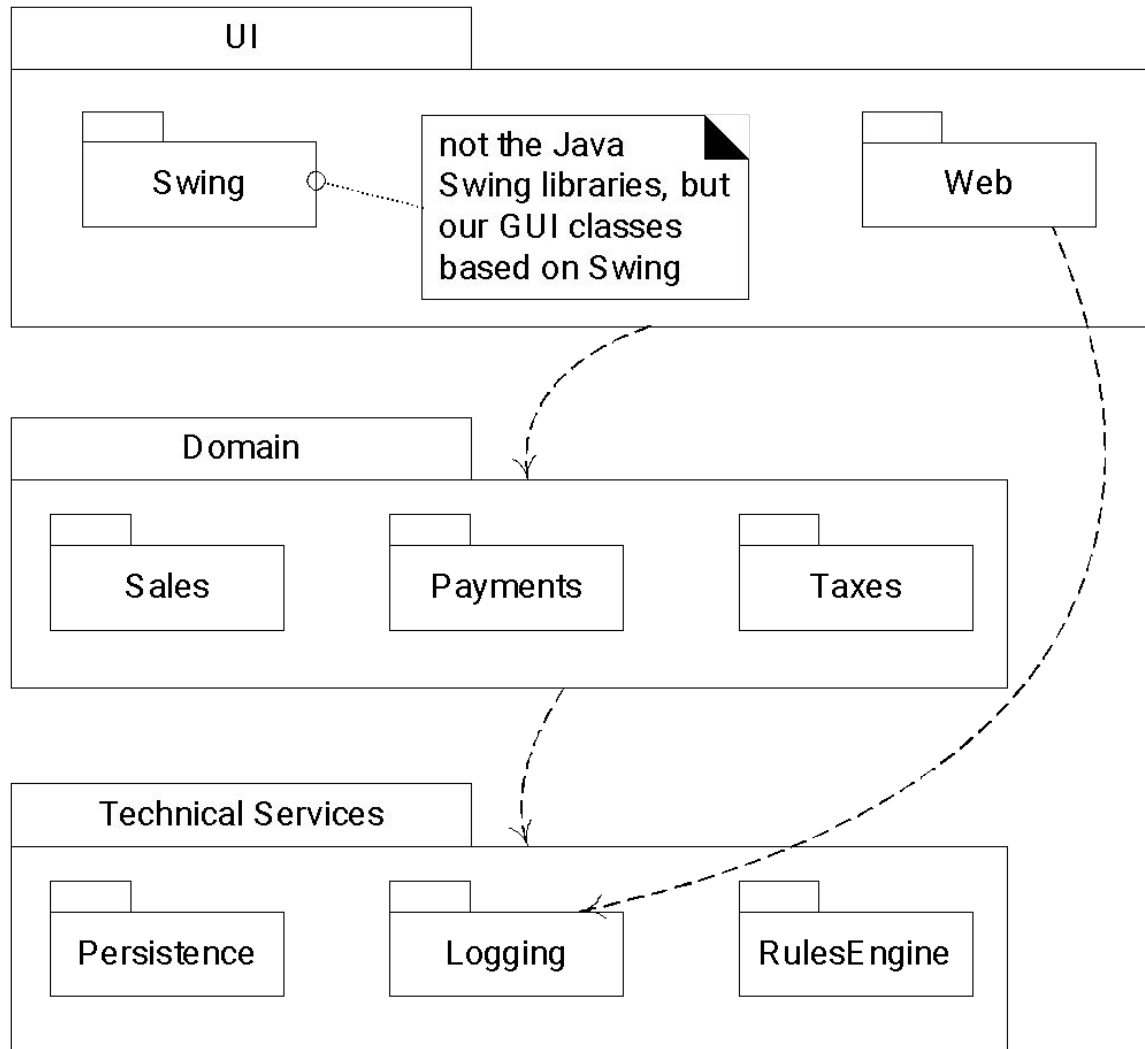 UI
Swing
not the Java
Swing libraries, but
our GUI classes
based on Swing
Web
Domain
Sales
Payments
Taxes
Technical Services
Persistence
Logging
RulesEngine